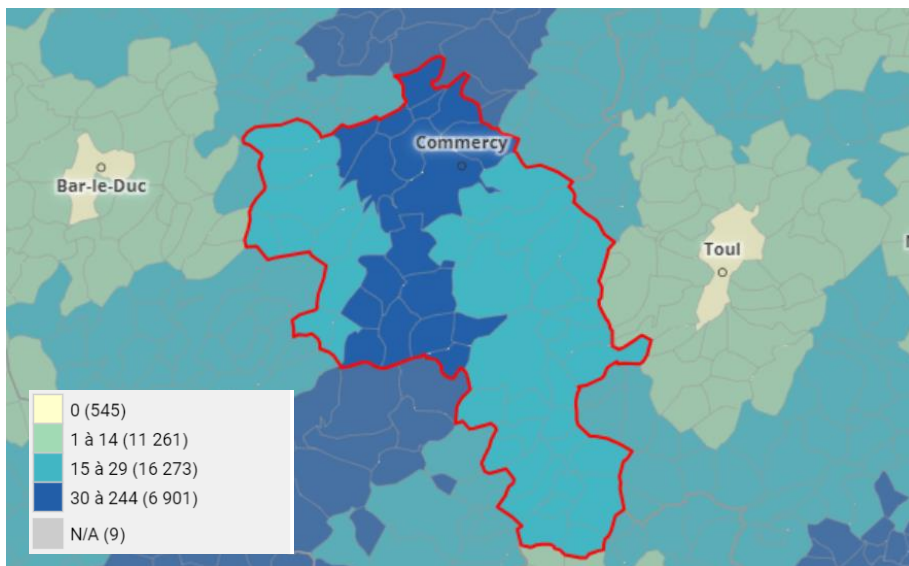 Commercy
Bar-le-Duc
Toul
0 (545)
1 à 14 (11 261)
15 à 29 (16 273)
30 à 244 (6 901)
N/A (9)